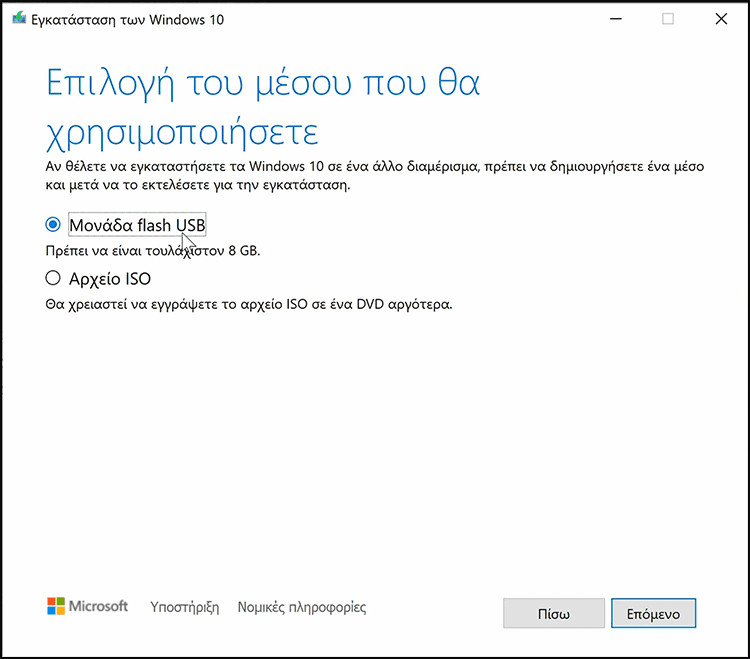 Εγκατάσταση των Windows 10
Επιλογή του μέσου που θα
χρησιμοποιήσετε
Αν θέλετε να εγκαταστήσετε τα Windows 10 σε ένα άλλο διαμέρισμα, πρέπει να δημιουργήσετε ένα μέσο
και μετά να το εκτελέσετε για την εγκατάσταση.
Μονάδα flash USB
Πρέπει να είναι τουλάχιστον 8 GB.
Αρχείο ISO
Θα χρειαστεί να εγγράψετε το αρχείο ISO σε ένα DVD αργότερα.
Microsoft Υποστήριξη Νομικές πληροφορίες Πίσω Επόμενο